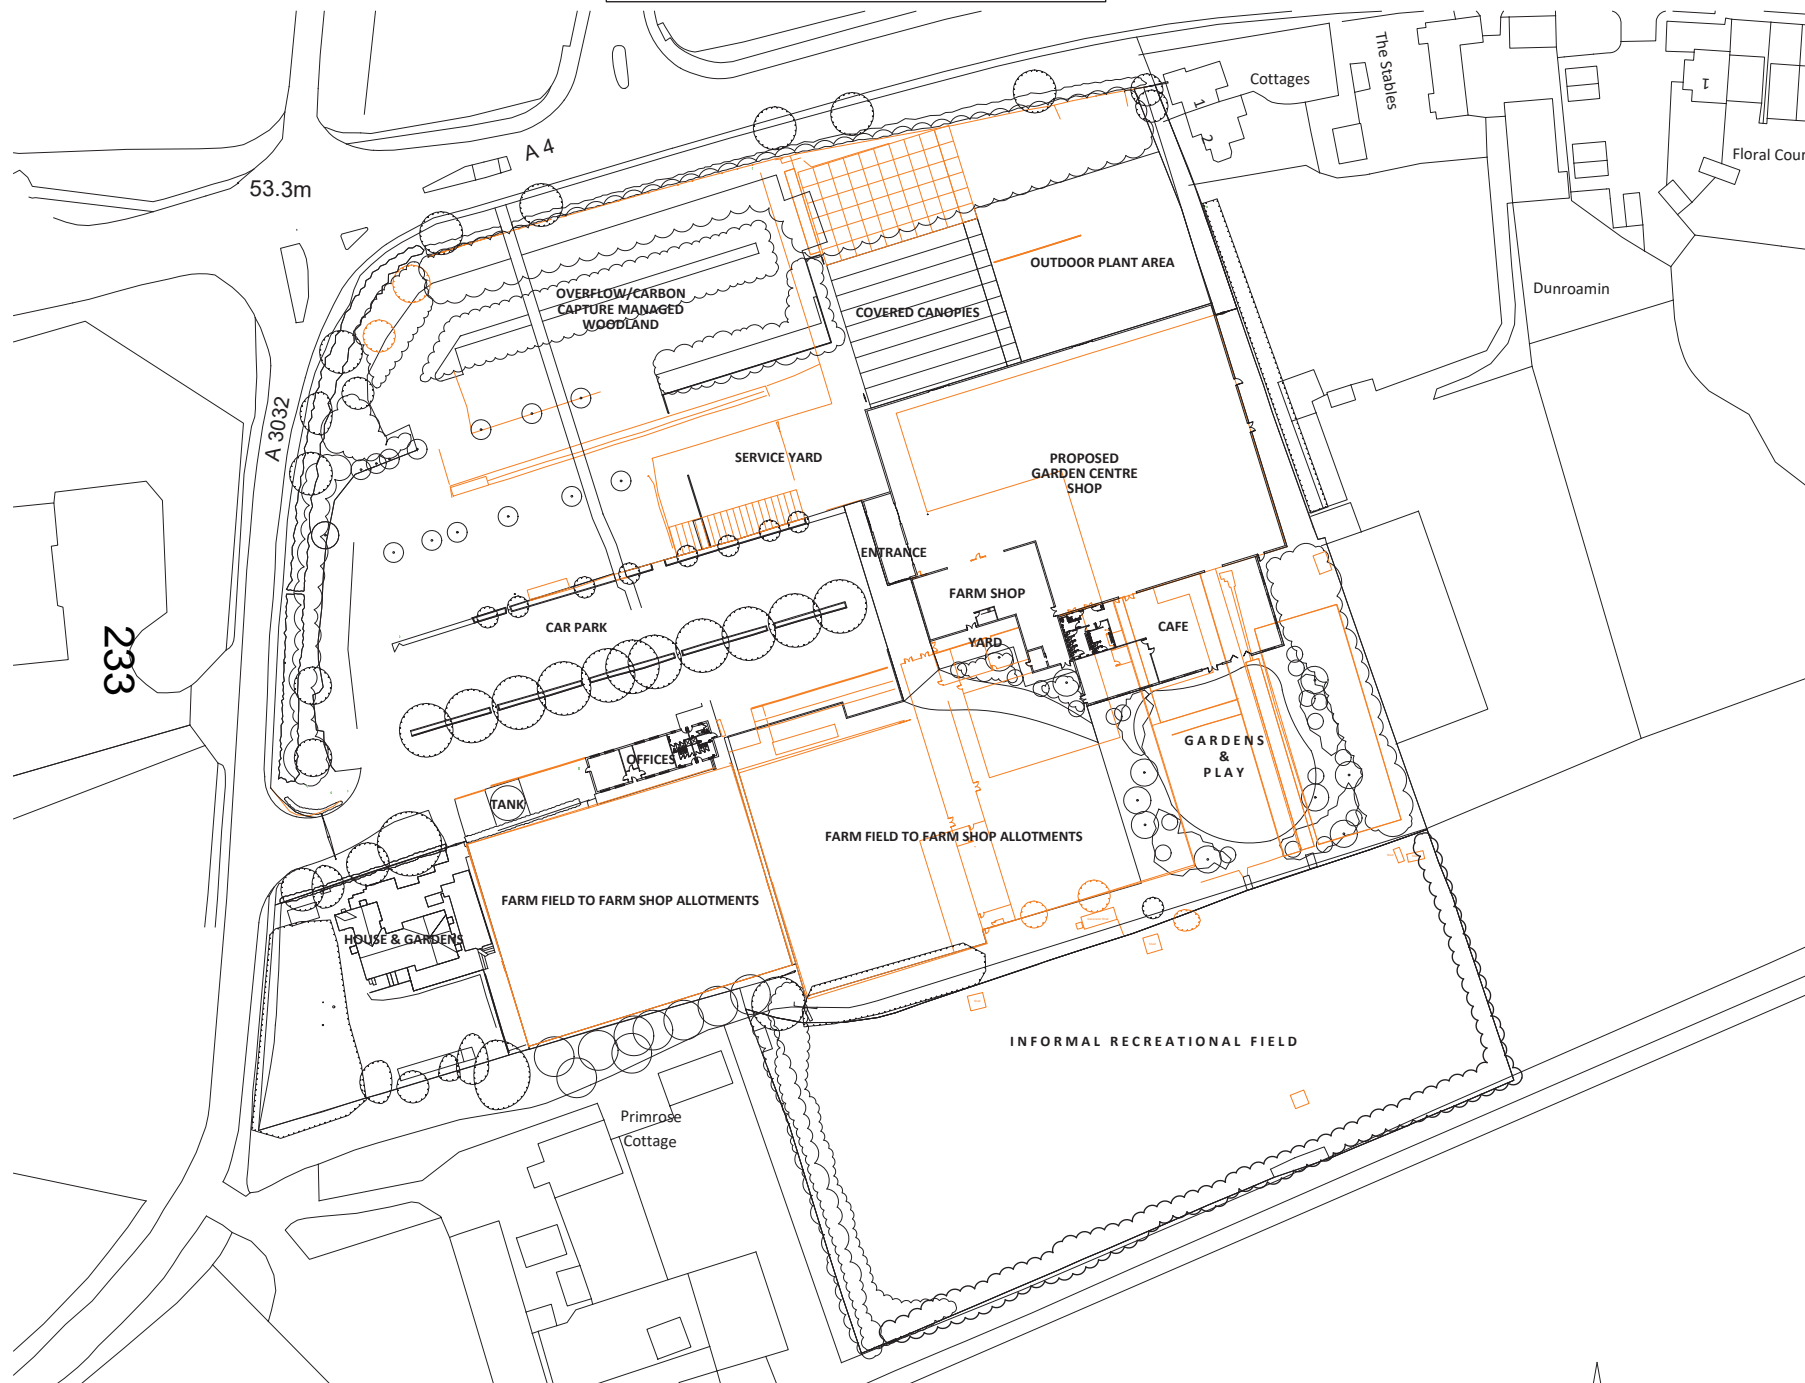 The Stables
Cottages
1
2
1
Floral Cour
A 4
53.3m
OUTDOOR PLANT AREA
Dunroamin
OVERFLOW/CARBON
CAPTURE MANAGED
WOODLAND
COVERED CANOPIES
A 3032
SERVICE YARD
PROPOSED
GARDEN CENTRE
SHOP
ENTRANCE
FARM SHOP
CAR PARK
YARD
CAFE
233
GARDENS
&
PLAY
OFFICES
TANK
FARM FIELD TO FARM SHOP ALLOTMENTS
FARM FIELD TO FARM SHOP ALLOTMENTS
HOUSE & GARDENS
INFORMAL RECREATIONAL FIELD
Primrose
Cottage